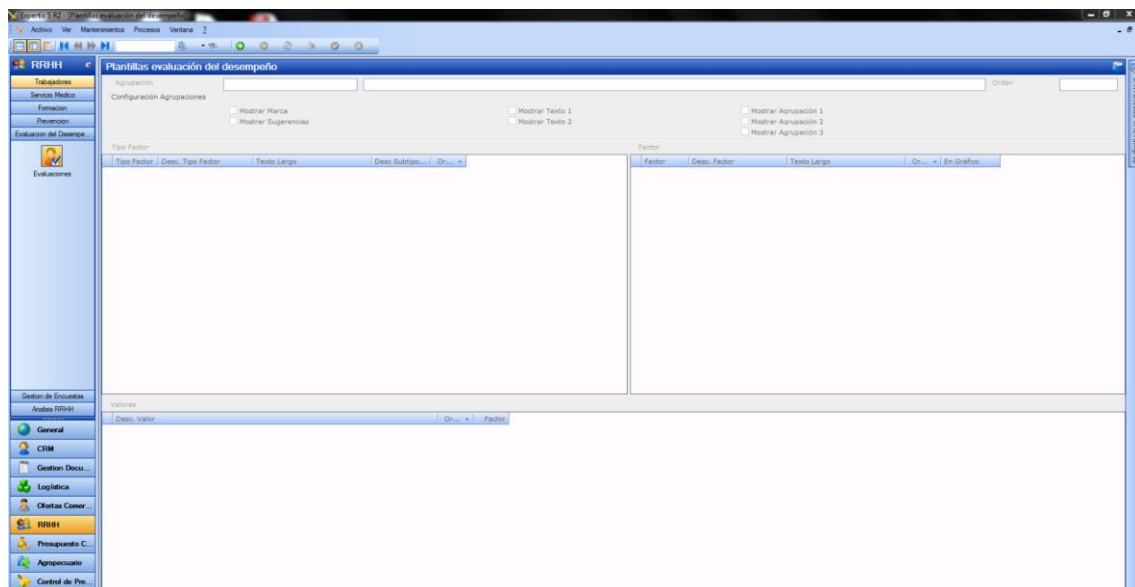 Expertis 5 R2 - [Plantillas evaluación del desempeño]
Archivo Ver Mantenimientos Procesos Ventana ?
RRHH
Plantillas evaluación del desempeño
Trabajadores
Servicio Medico
Formacion
Prevencion
Evaluacion del Desempe...
Evaluaciones
Agrupación
Orden
Configuración Agrupaciones
Mostrar Marca
Mostrar Texto 1
Mostrar Agrupación 1
Mostrar Sugerencias
Mostrar Texto 2
Mostrar Agrupación 2
Mostrar Agrupación 3
Tipo Factor
Factor
Tipo Factor Desc. Tipo Factor Texto Largo Desc Subtipo... Or...
Factor Desc. Factor Texto Largo Or... En Gráfico
Valores
Desc. Valor Or... Factor
Gestion de Encuestas
Analisis RRHH
General
CRM
Gestion Docu...
Logística
Ofertas Comer...
RRHH
Presupuesto C...
Agropecuario
Control de Pre...